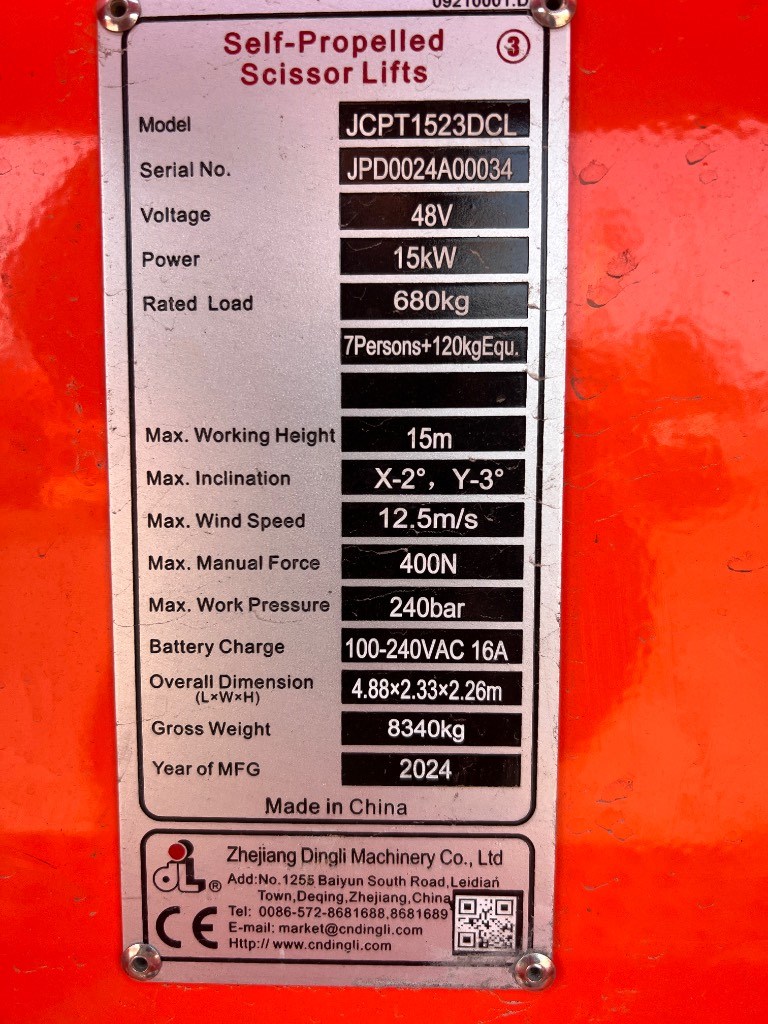 09210001.D
Self-Propelled ③
Scissor Lifts
Model JCPT1523DCL
Serial No. JPD0024A00034
Voltage 48V
Power 15kW
Rated Load 680kg
7Persons+120kgEqu.
Max. Working Height 15m
Max. Inclination X-2°, Y-3°
Max. Wind Speed 12.5m/s
Max. Manual Force 400N
Max. Work Pressure 240bar
Battery Charge 100-240VAC 16A
Overall Dimension 4.88×2.33×2.26m
(L×W×H)
Gross Weight 8340kg
Year of MFG 2024
Made in China
Zhejiang Dingli Machinery Co., Ltd
Add:No.1255 Baiyun South Road,Leidian
Town,Deqing,Zhejiang,China
Tel: 0086-572-8681688,8681689
E-mail: market@cndingli.com
Http:// www.cndingli.com
CE